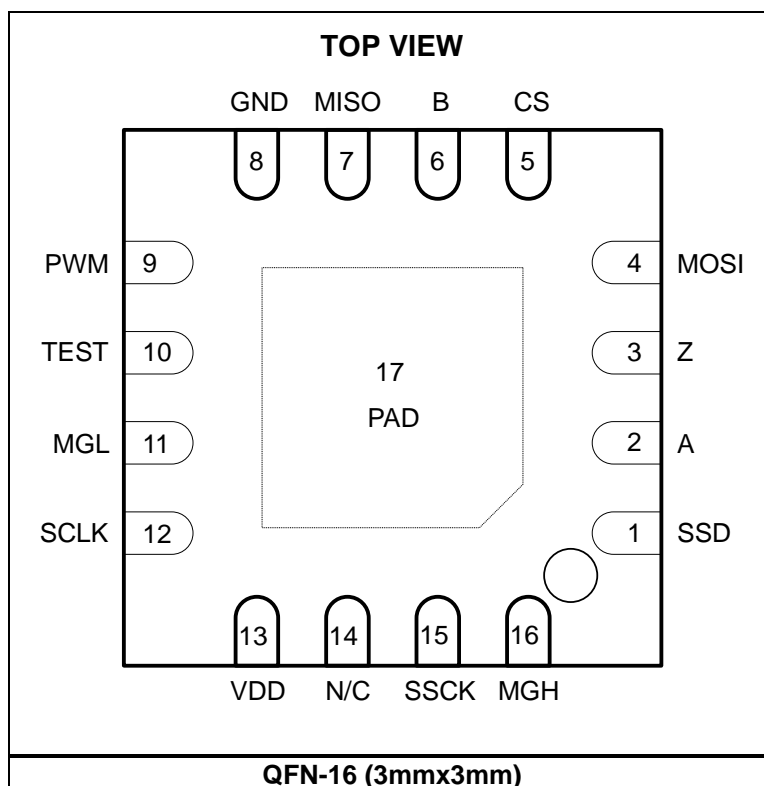 TOP VIEW
GND MISO B CS
8 7 6 5
PWM 9 4 MOSI
TEST 10 3 Z
17
PAD
MGL 11 2 A
SCLK 12 1 SSD
13 14 15 16
VDD N/C SSCK MGH
QFN-16 (3mmx3mm)